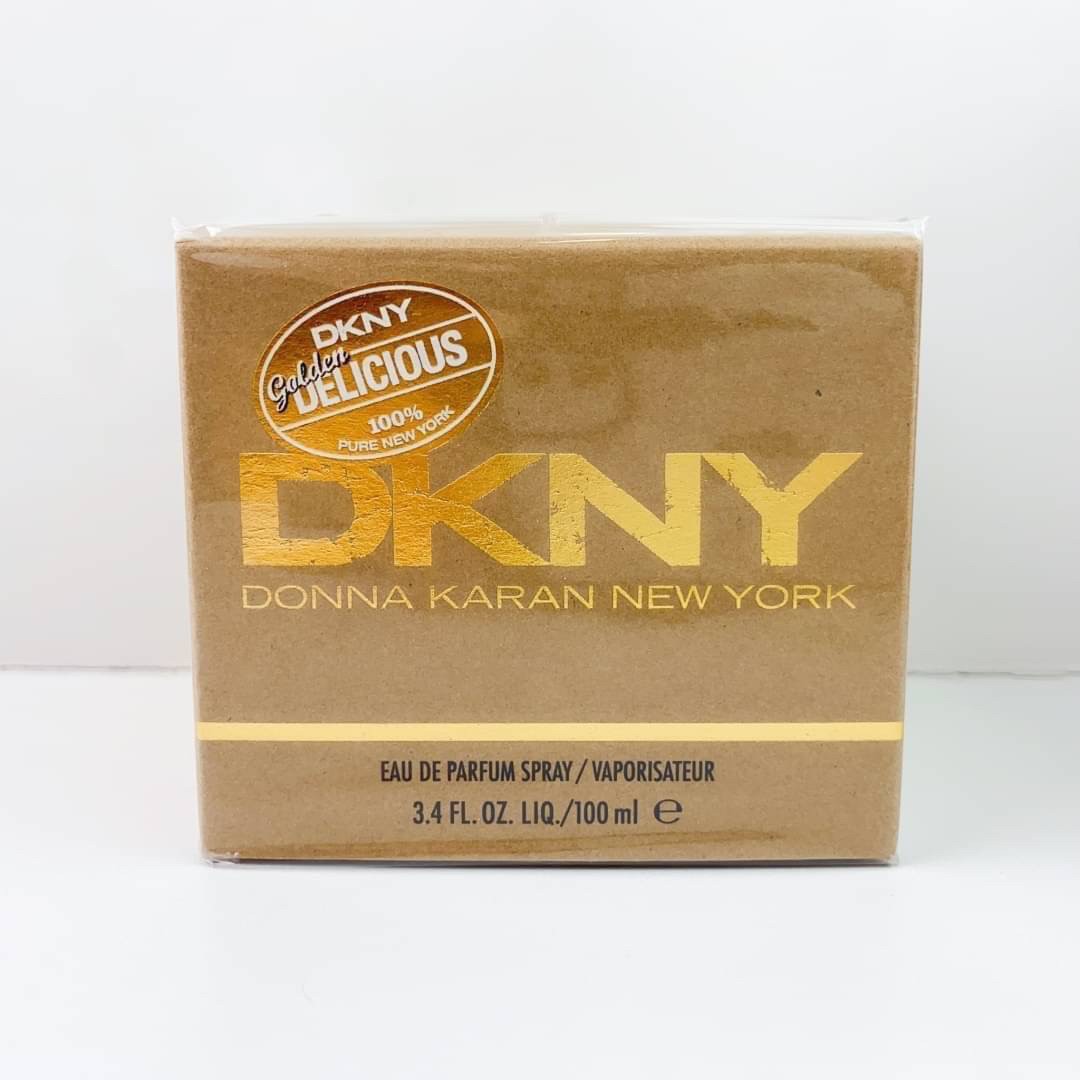 DKNY
Golden
DELICIOUS
100%
PURE NEW YORK
DKNY
DONNA KARAN NEW YORK
EAU DE PARFUM SPRAY / VAPORISATEUR
3.4 FL. OZ. LIQ./100 ml ℮